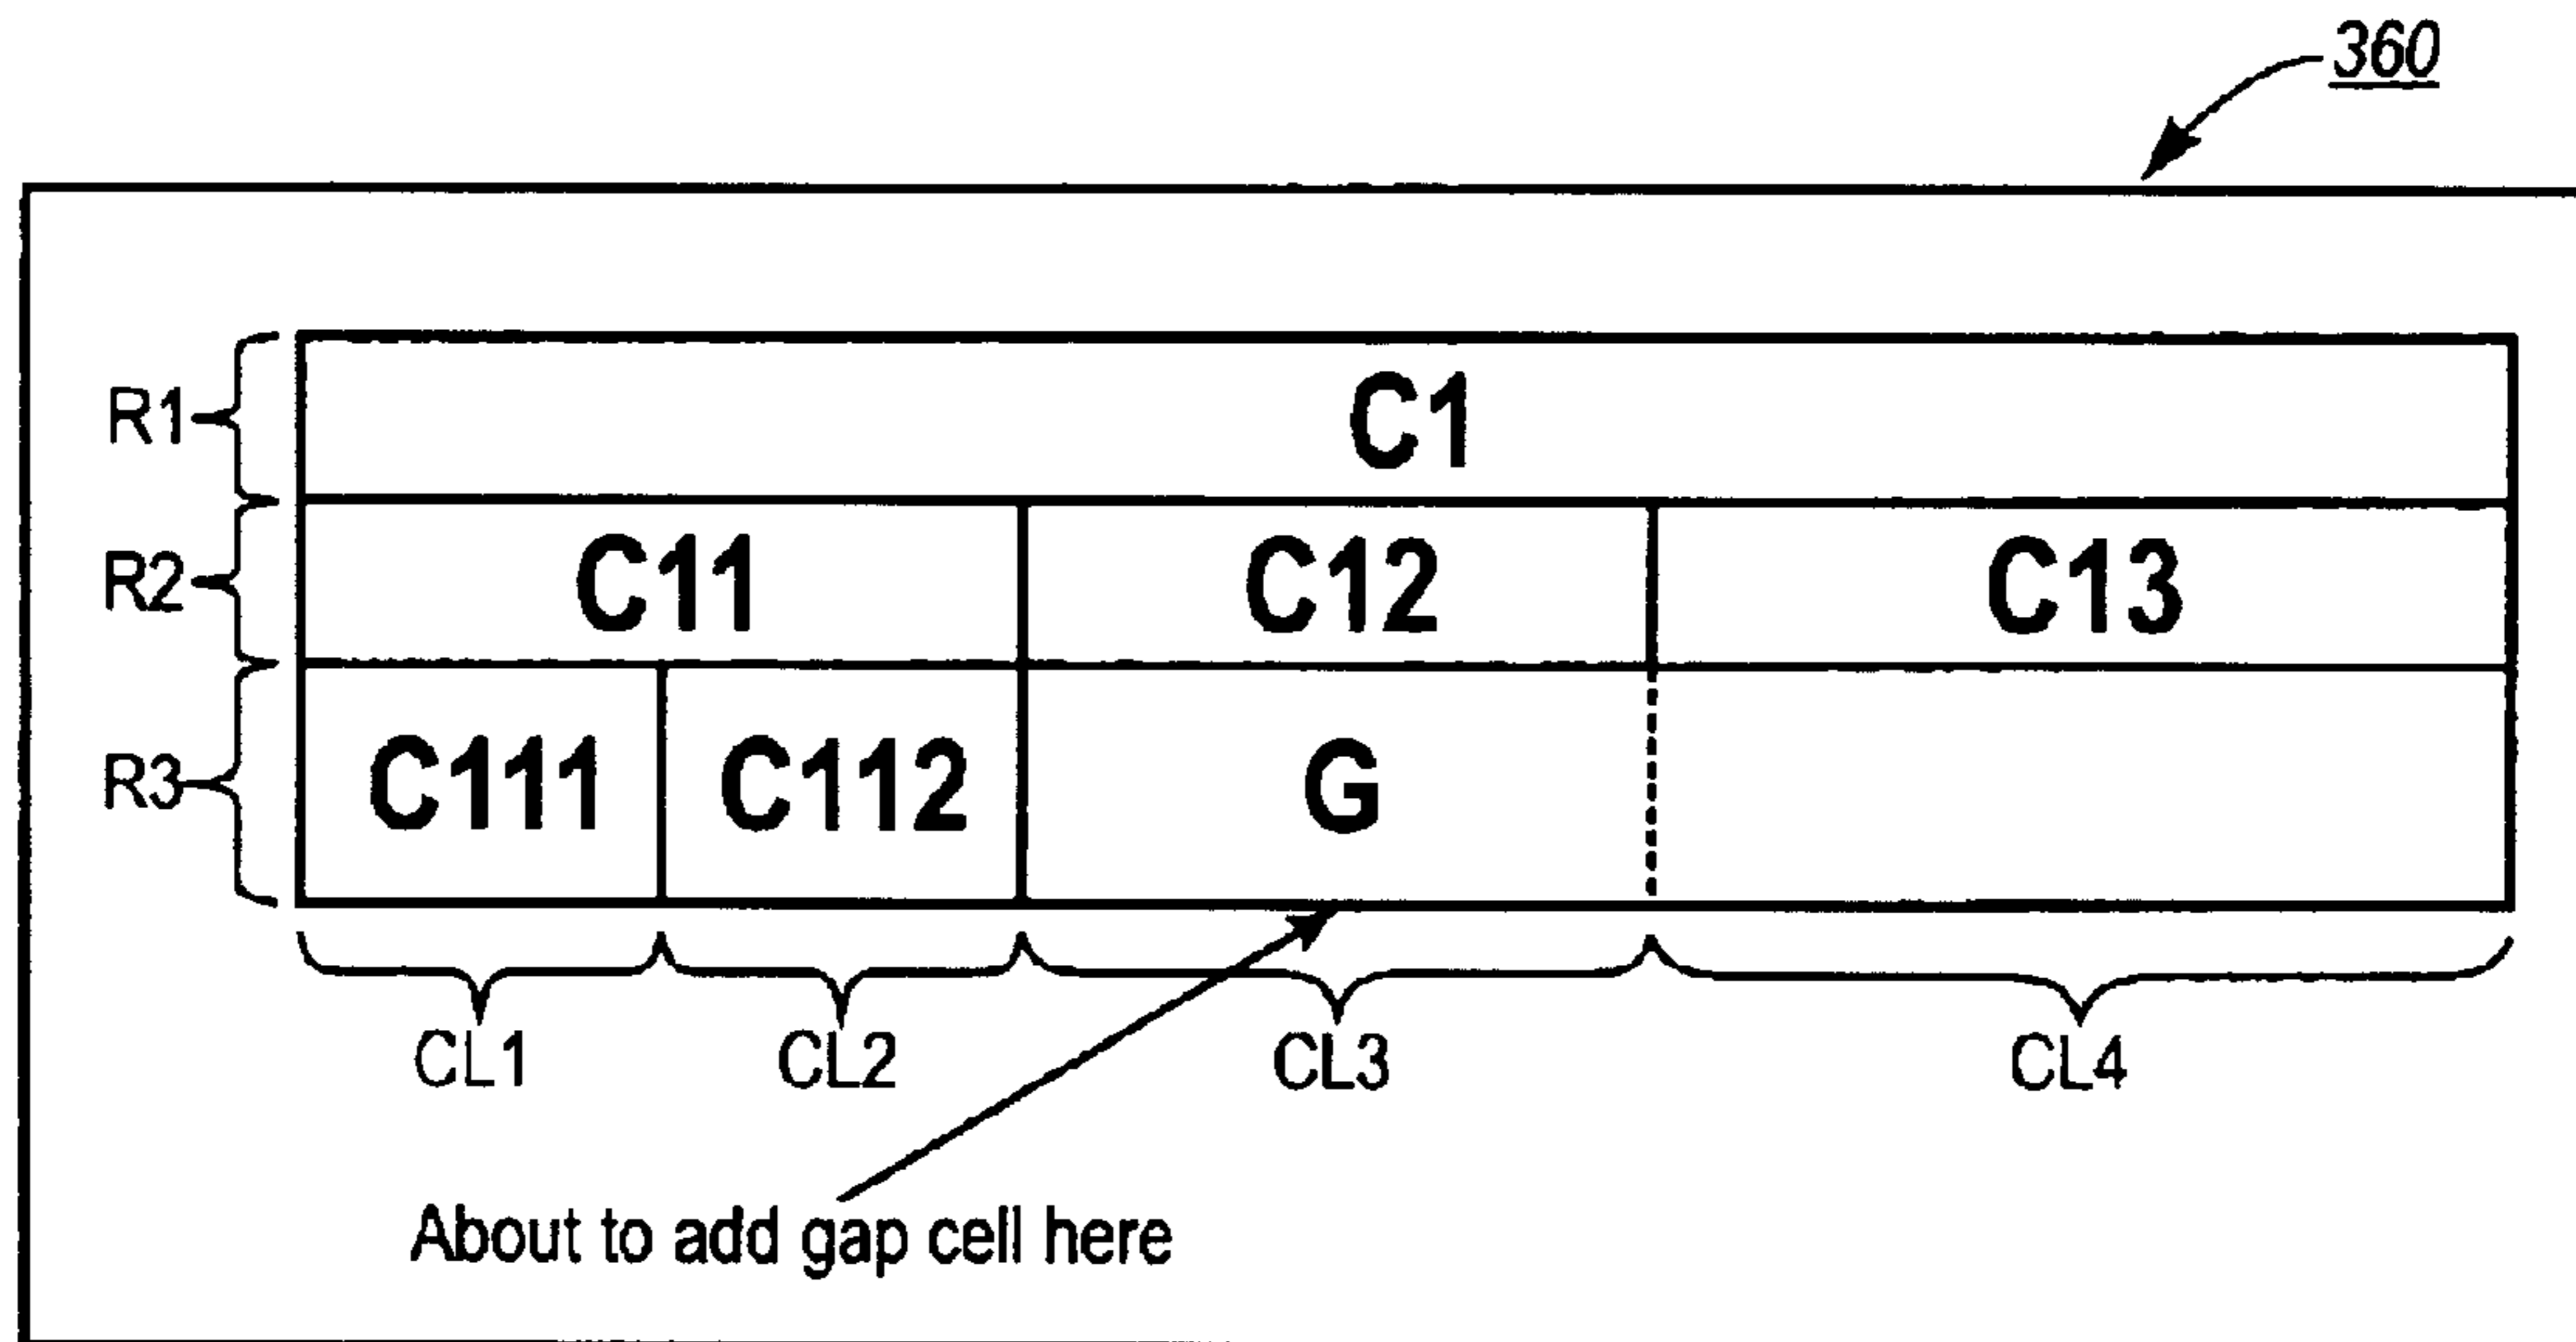 360
R1
C1
R2
C11 C12 C13
R3
C111 C112 G
CL1 CL2 CL3 CL4
About to add gap cell here